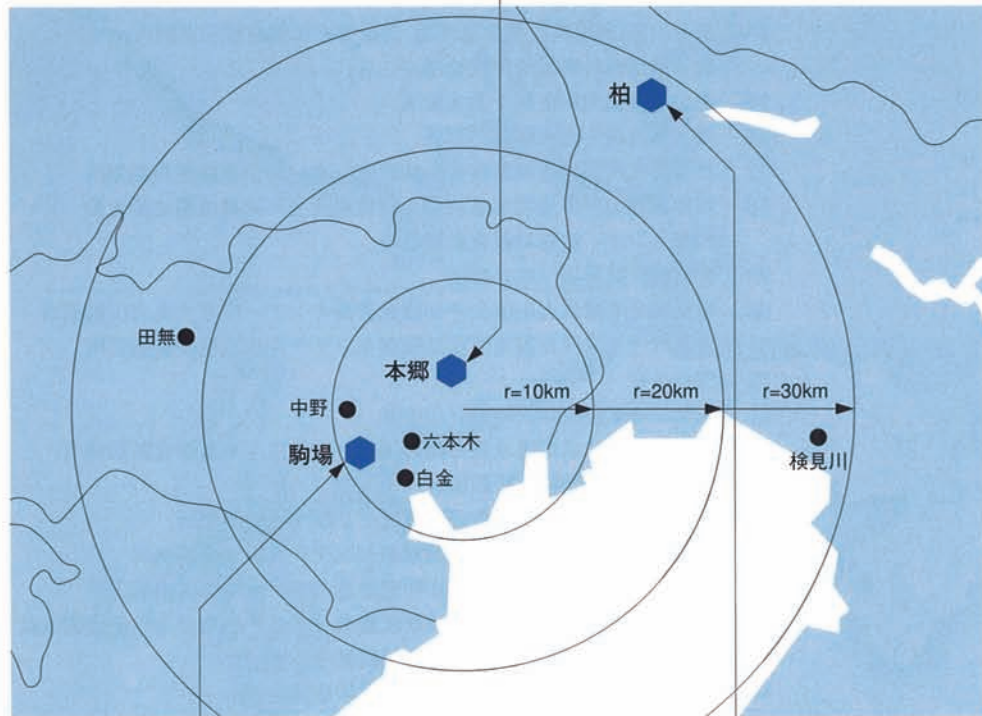 柏
田無
本郷
r=10km
r=20km
r=30km
中野
六本木
検見川
駒場
白金